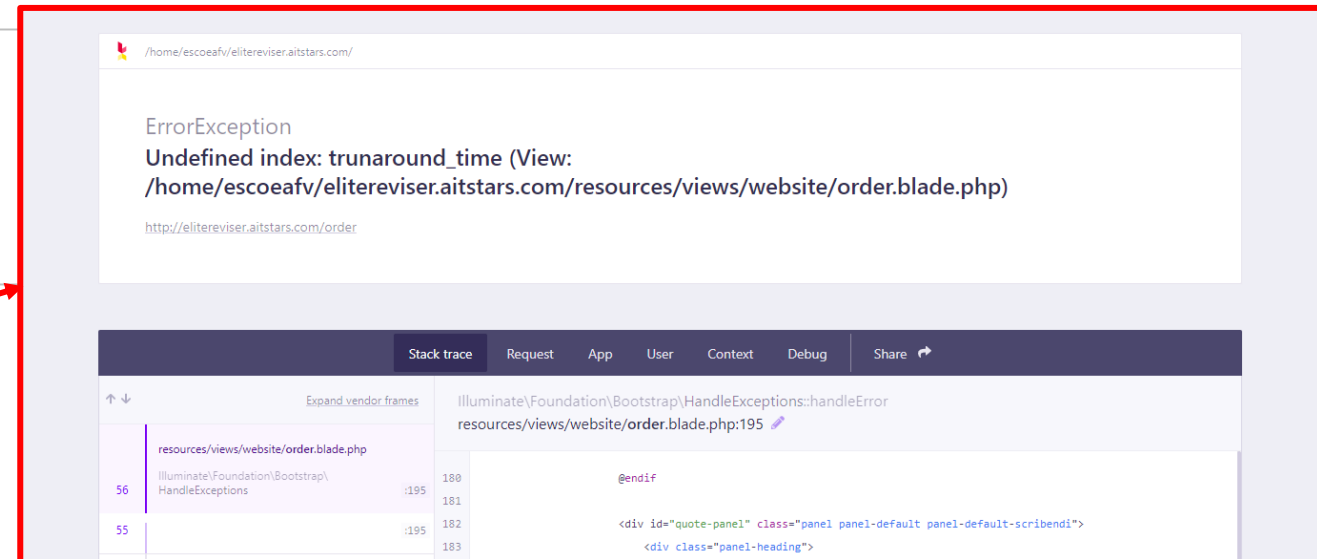 /home/escoeafv/elitereviser.aitstars.com/
ErrorException
Undefined index: trunaround_time (View:
/home/escoeafv/elitereviser.aitstars.com/resources/views/website/order.blade.php)
http://elitereviser.aitstars.com/order
Stack trace Request App User Context Debug Share
Expand vendor frames
Illuminate\Foundation\Bootstrap\HandleExceptions::handleError
resources/views/website/order.blade.php:195
resources/views/website/order.blade.php
Illuminate\Foundation\Bootstrap\
56 HandleExceptions :195
55 :195
180 @endif
181
182 <div id="quote-panel" class="panel panel-default panel-default-scribendi">
183 <div class="panel-heading">